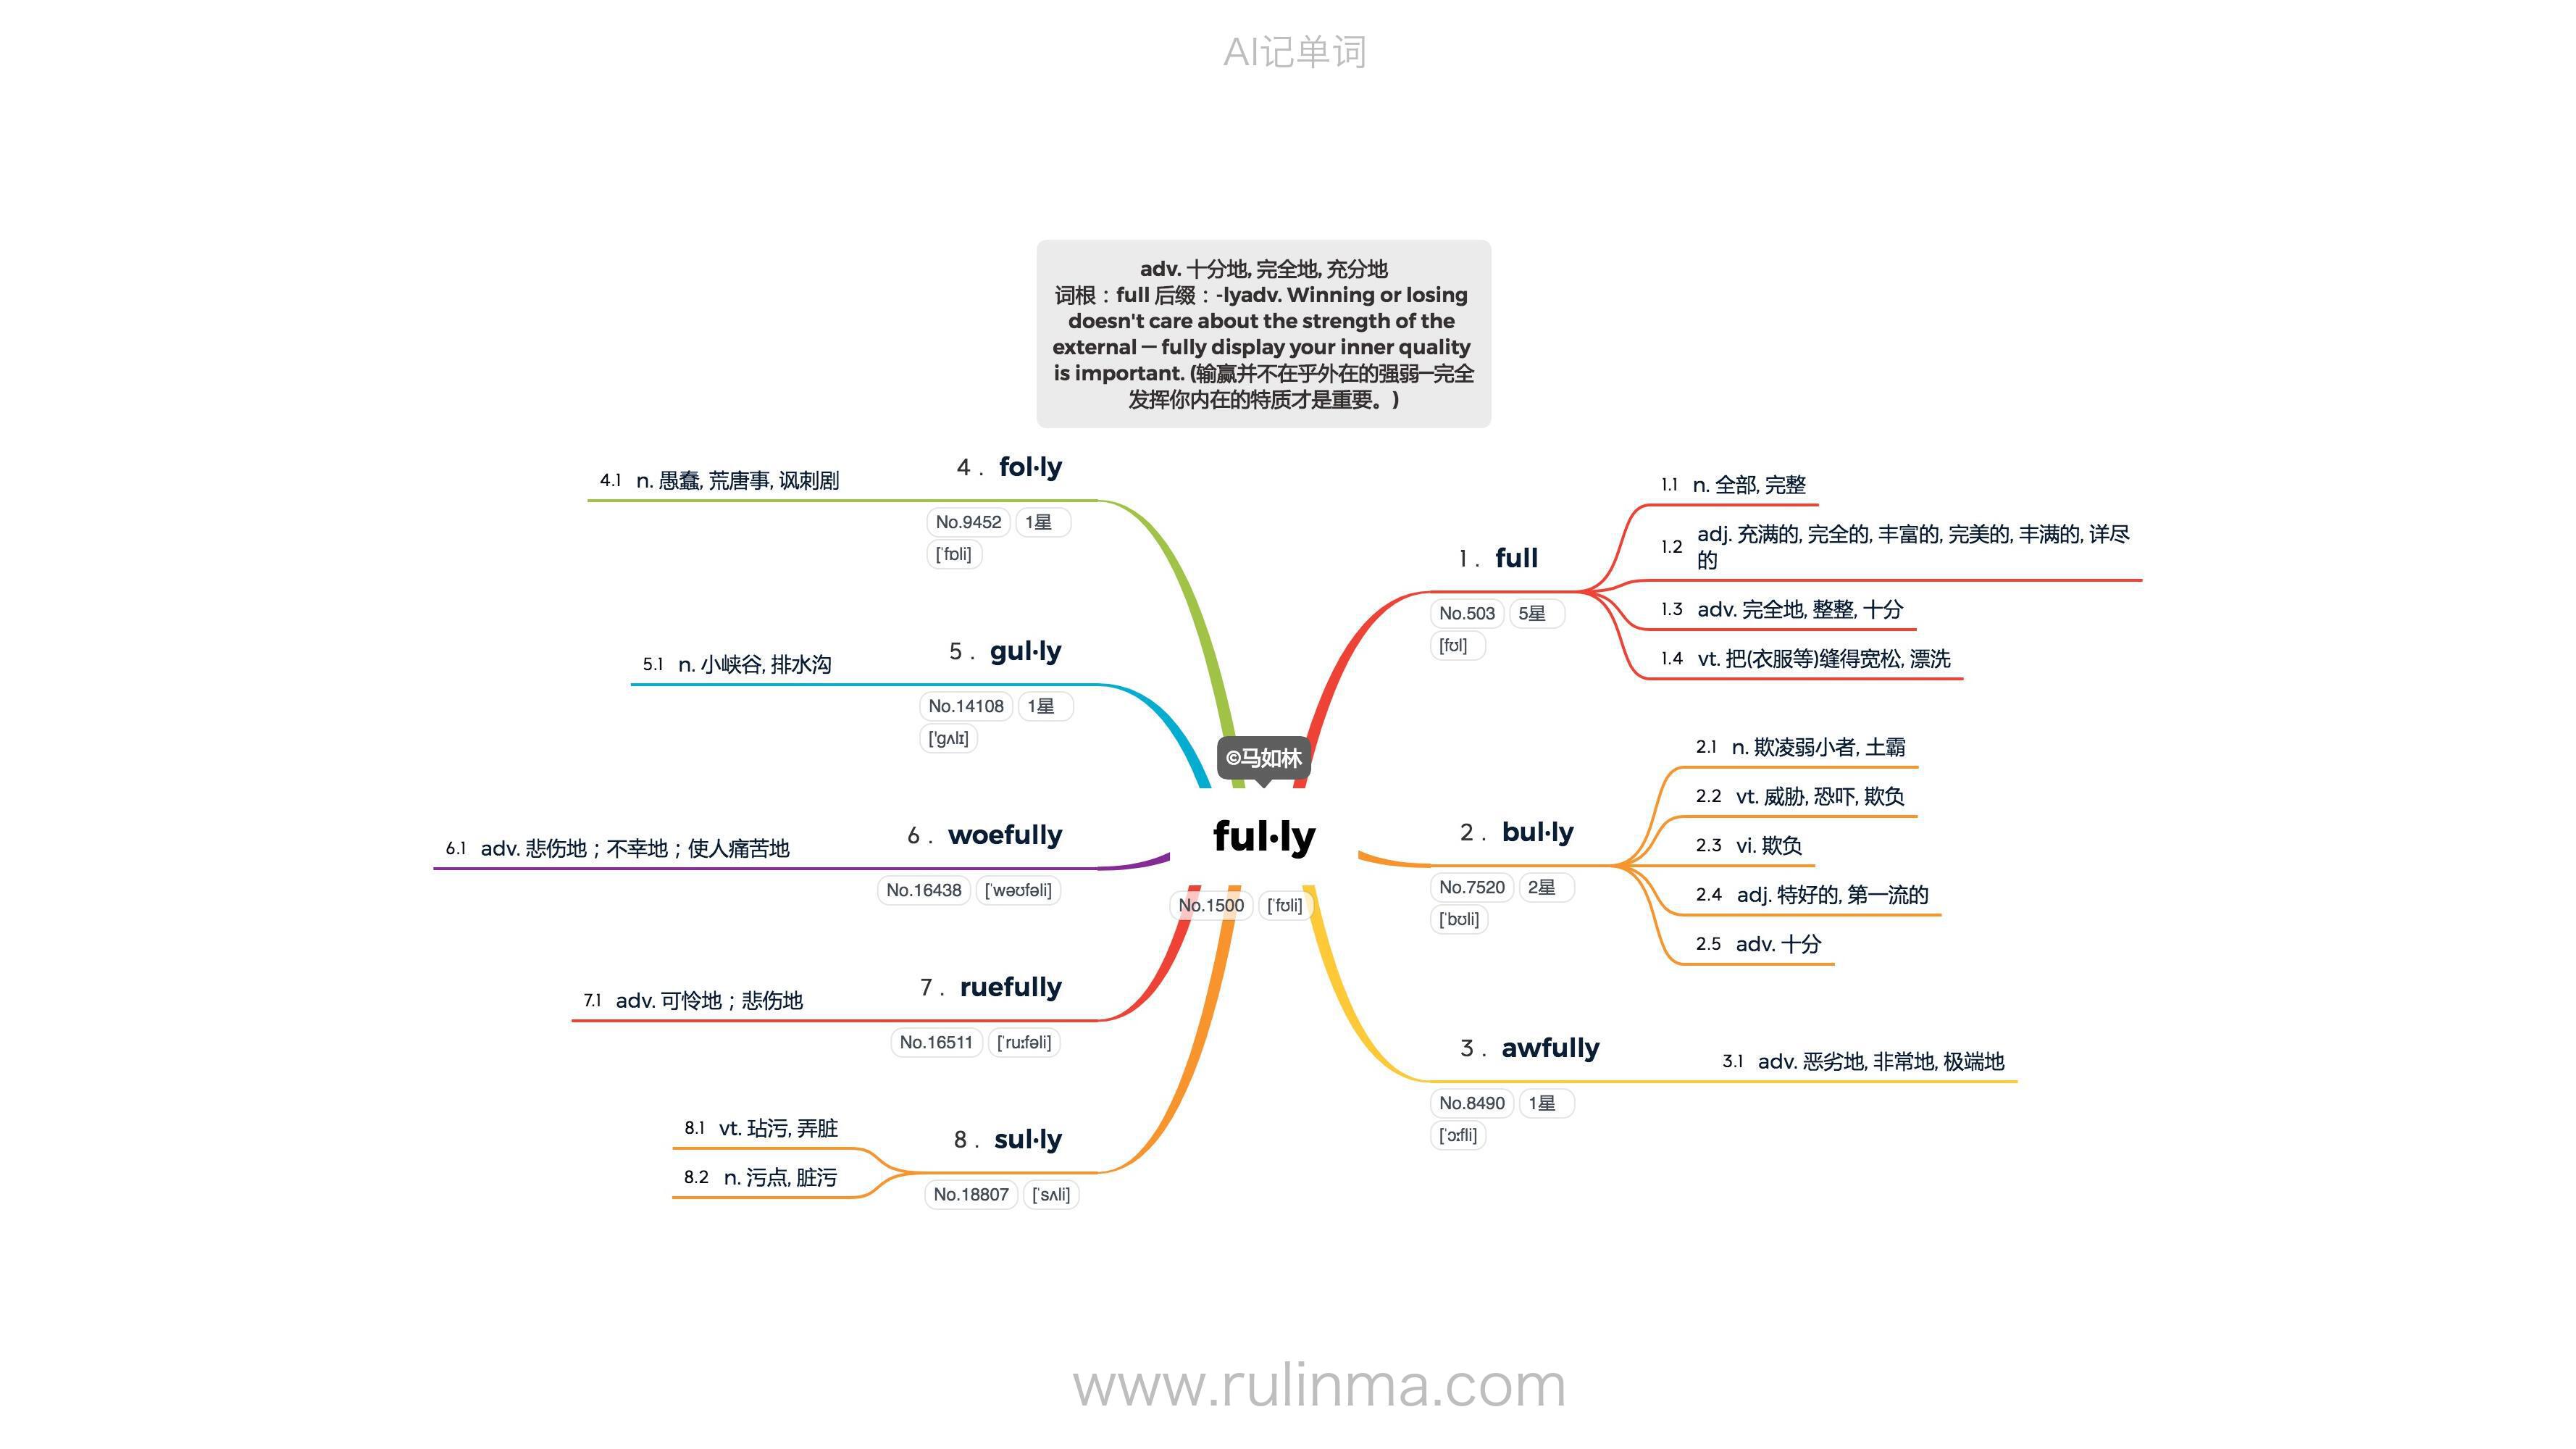 AI记单词
adv. 十分地, 完全地, 充分地
词根：full 后缀：-lyadv. Winning or losing
doesn't care about the strength of the
external — fully display your inner quality
is important. (输赢并不在乎外在的强弱—完全
发挥你内在的特质才是重要。)
©马如林
ful·ly
No.1500 [ˈfʊli]
1. full
No.503 5星
[fʊl]
1.1 n. 全部, 完整
1.2 adj. 充满的, 完全的, 丰富的, 完美的, 丰满的, 详尽
的
1.3 adv. 完全地, 整整, 十分
1.4 vt. 把(衣服等)缝得宽松, 漂洗
2. bul·ly
No.7520 2星
[ˈbʊli]
2.1 n. 欺凌弱小者, 土霸
2.2 vt. 威胁, 恐吓, 欺负
2.3 vi. 欺负
2.4 adj. 特好的, 第一流的
2.5 adv. 十分
3. awfully
No.8490 1星
[ˈɔːfli]
3.1 adv. 恶劣地, 非常地, 极端地
4. fol·ly
No.9452 1星
[ˈfɒli]
4.1 n. 愚蠢, 荒唐事, 讽刺剧
5. gul·ly
No.14108 1星
['gʌlɪ]
5.1 n. 小峡谷, 排水沟
6. woefully
No.16438 [ˈwəʊfəli]
6.1 adv. 悲伤地；不幸地；使人痛苦地
7. ruefully
No.16511 [ˈruːfəli]
7.1 adv. 可怜地；悲伤地
8. sul·ly
No.18807 [ˈsʌli]
8.1 vt. 玷污, 弄脏
8.2 n. 污点, 脏污
www.rulinma.com